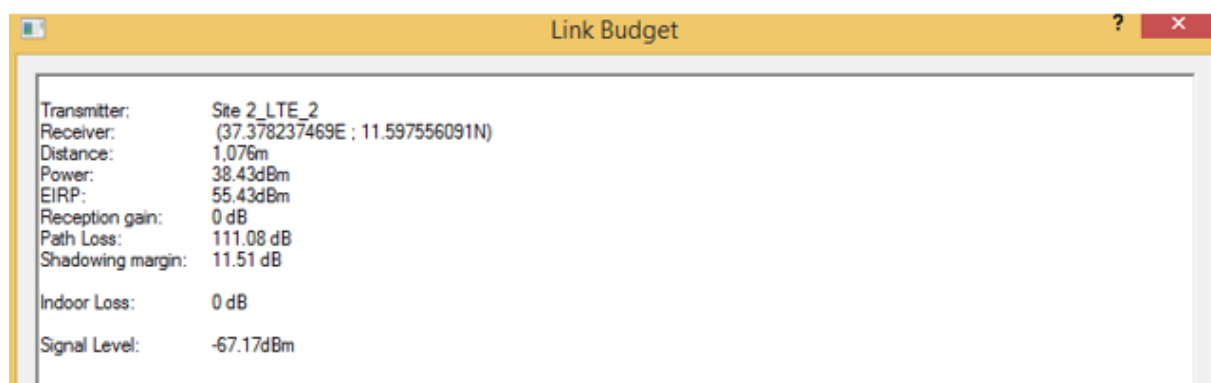 Link Budget
?
×
Transmitter: Site 2_LTE_2
Receiver: (37.378237469E ; 11.597556091N)
Distance: 1,076m
Power: 38.43dBm
EIRP: 55.43dBm
Reception gain: 0 dB
Path Loss: 111.08 dB
Shadowing margin: 11.51 dB
Indoor Loss: 0 dB
Signal Level: -67.17dBm